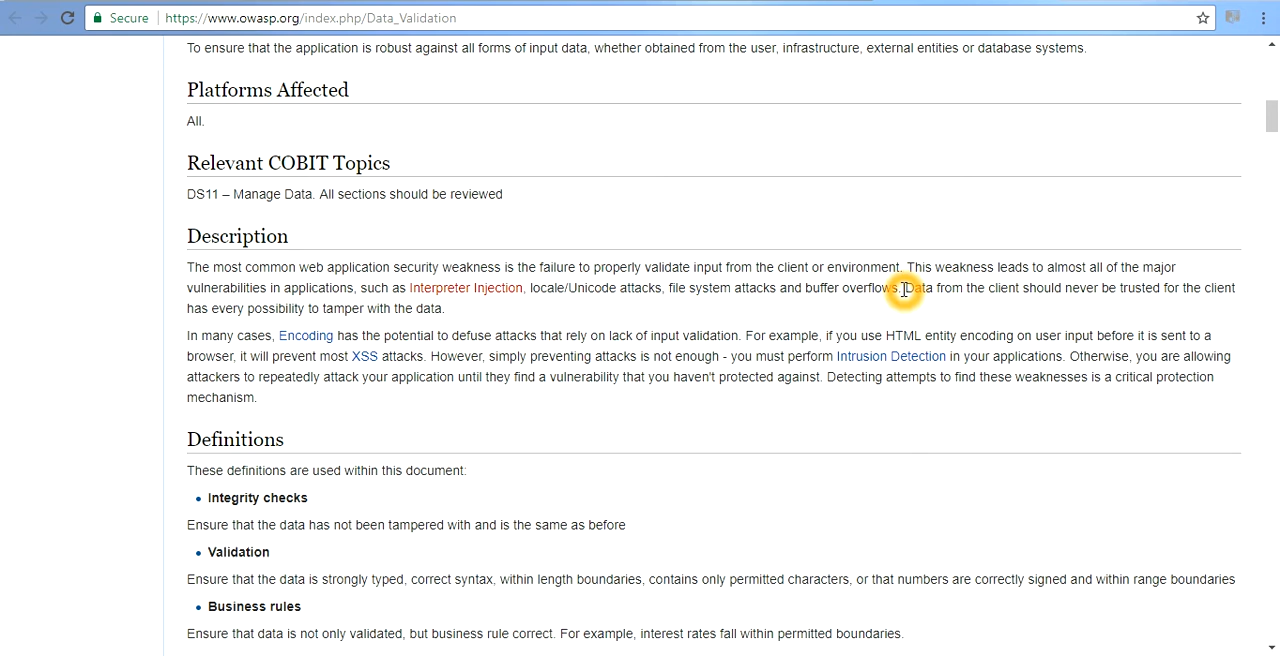 Secure
https://www.owasp.org/index.php/Data_Validation
To ensure that the application is robust against all forms of input data, whether obtained from the user, infrastructure, external entities or database systems.
Platforms Affected
All.
Relevant COBIT Topics
DS11 – Manage Data. All sections should be reviewed
Description
The most common web application security weakness is the failure to properly validate input from the client or environment. This weakness leads to almost all of the major
vulnerabilities in applications, such as Interpreter Injection, locale/Unicode attacks, file system attacks and buffer overflows. Data from the client should never be trusted for the client
has every possibility to tamper with the data.
In many cases, Encoding has the potential to defuse attacks that rely on lack of input validation. For example, if you use HTML entity encoding on user input before it is sent to a
browser, it will prevent most XSS attacks. However, simply preventing attacks is not enough - you must perform Intrusion Detection in your applications. Otherwise, you are allowing
attackers to repeatedly attack your application until they find a vulnerability that you haven't protected against. Detecting attempts to find these weaknesses is a critical protection
mechanism.
Definitions
These definitions are used within this document:
• Integrity checks
Ensure that the data has not been tampered with and is the same as before
• Validation
Ensure that the data is strongly typed, correct syntax, within length boundaries, contains only permitted characters, or that numbers are correctly signed and within range boundaries
• Business rules
Ensure that data is not only validated, but business rule correct. For example, interest rates fall within permitted boundaries.